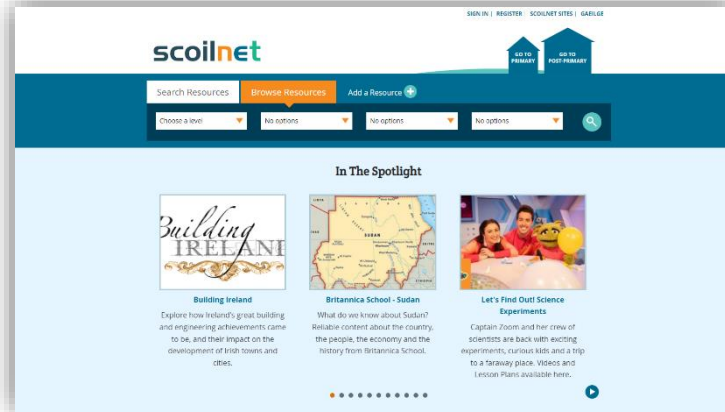 SIGN IN | REGISTER | SCOILNET SITES | GAEILGE
scoilnet
GO TO
PRIMARY
GO TO
POST-PRIMARY
Search Resources
Browse Resources
Add a Resource
Choose a level
No options
No options
No options
In The Spotlight
Building
IRELAND
SUDAN
Building Ireland
Explore how Ireland's great building
and engineering achievements came
to be, and their impact on the
development of Irish towns and
cities.
Britannica School - Sudan
What do we know about Sudan?
Reliable content about the country,
the people, the economy and the
history from Britannica School.
Let's Find Out! Science
Experiments
Captain Zoom and her crew of
scientists are back with exciting
experiments, curious kids and a trip
to a faraway place. Videos and
Lesson Plans available here.